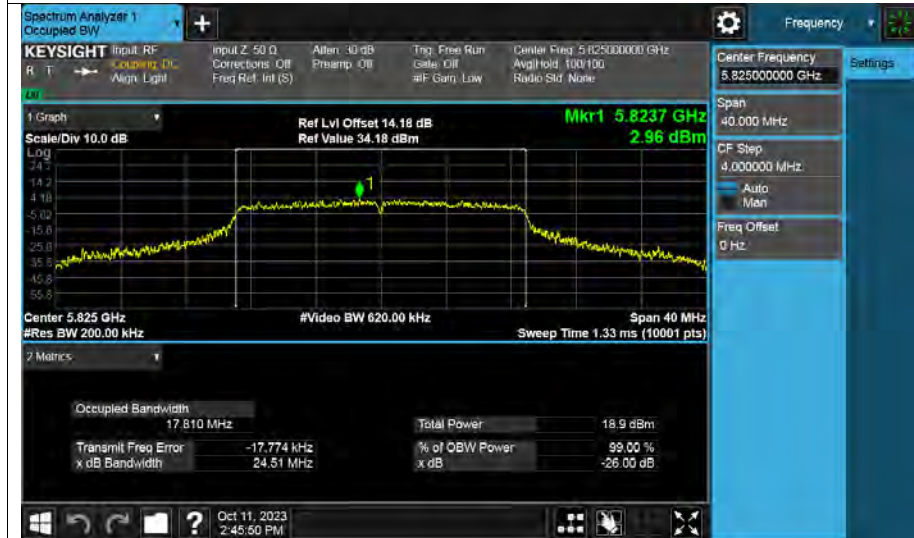 Spectrum Analyzer 1
Occupied BW
+
Frequency
KEYSIGHT
R T
Input: RF
Coupling: DC
Align: Light
Input Z: 50 Ω
Corrections: Off
Freq Ref: Int (S)
Atten: 30 dB
Preamp: Off
Trig: Free Run
Gate: Off
#IF Gain: Low
Center Freq: 5.825000000 GHz
Avg|Hold: 100/100
Radio Std: None
Center Frequency
5.825000000 GHz
Settings
Span
40.000 MHz
CF Step
4.000000 MHz
Auto
Man
Freq Offset
0 Hz
1 Graph
Scale/Div 10.0 dB
Ref Lvl Offset 14.18 dB
Ref Value 34.18 dBm
Mkr1 5.8237 GHz
2.96 dBm
Log
24.2
14.2
4.18
-5.82
-15.8
-25.8
-35.8
-45.8
-55.8
1
Center 5.825 GHz
#Res BW 200.00 kHz
#Video BW 620.00 kHz
Span 40 MHz
Sweep Time 1.33 ms (10001 pts)
2 Metrics
Occupied Bandwidth
17.810 MHz
Total Power 18.9 dBm
Transmit Freq Error -17.774 kHz
% of OBW Power 99.00 %
x dB Bandwidth 24.51 MHz
x dB -26.00 dB
?
Oct 11, 2023
2:45:50 PM